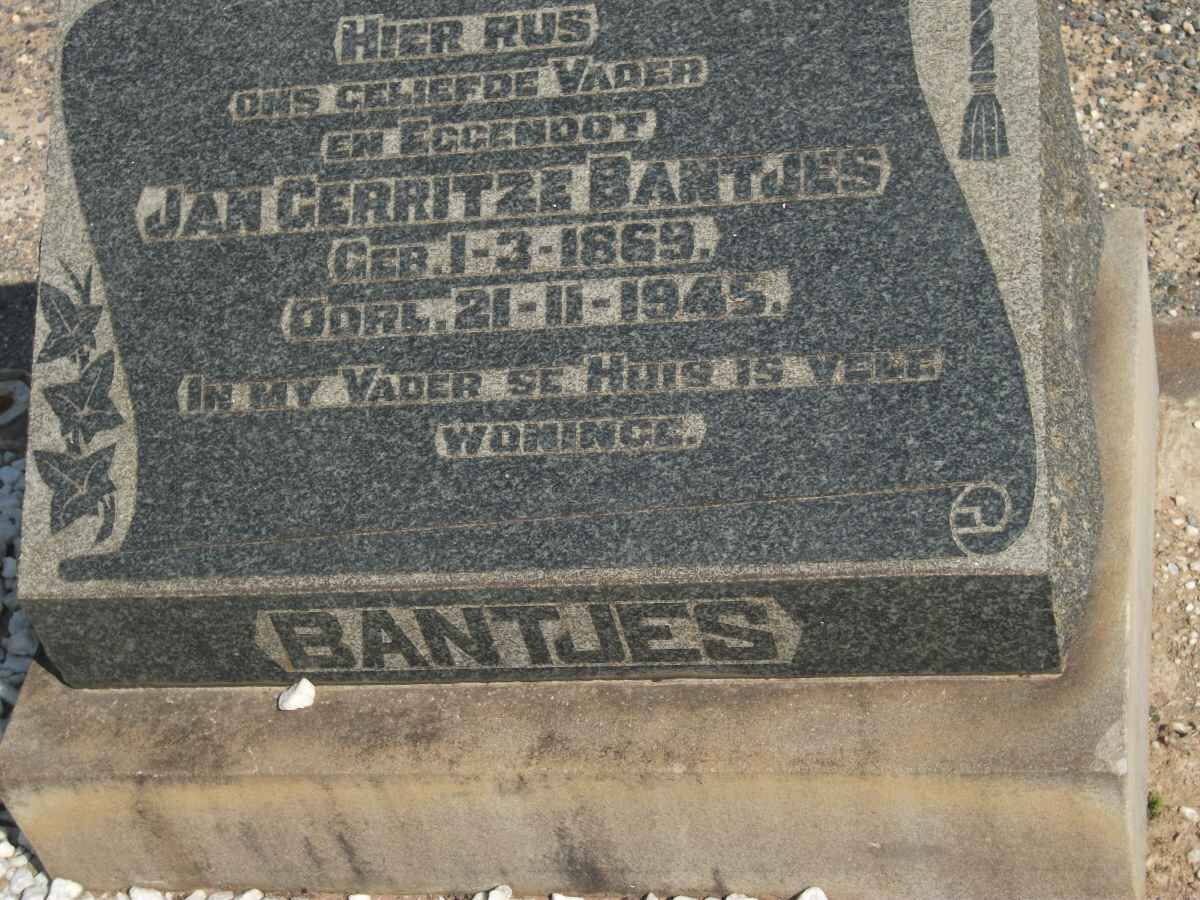 HIER RUS
ONS GELIEFDE VADER
EN EGGENOOT
JAN GERRITZE BANTJES
GEB. 1-3-1869.
OORL. 21-11-1945.
IN MY VADER SE HUIS IS VELE
WONINGE.
BANTJES